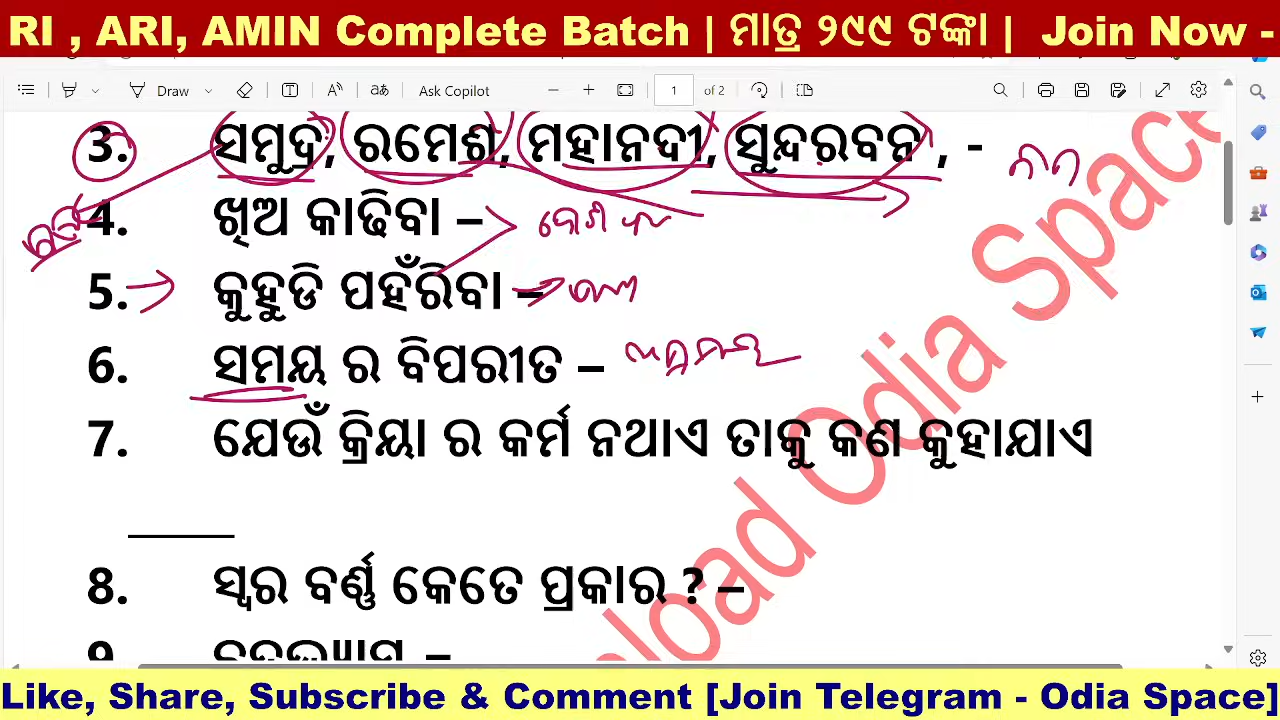 RI , ARI, AMIN Complete Batch | ମାତ୍ର ୨୯୯ ଟଙ୍କା | Join Now -
Draw Ask Copilot 1 of 2
3. ସମୁଦ୍ର, ରମେଶ, ମହାନଦୀ, ସୁନ୍ଦରବନ , -
4. ଖିଅ କାଢିବା –
5. କୁହୁଡି ପହଁରିବା –
6. ସମୟ ର ବିପରୀତ –
7. ଯେଉଁ କ୍ରିୟା ର କର୍ମ ନଥାଏ ତାକୁ କଣ କୁହାଯାଏ
8. ସ୍ୱର ବର୍ଣ୍ଣ କେତେ ପ୍ରକାର ? –
9.
Odia Space
Like, Share, Subscribe & Comment [Join Telegram - Odia Space]